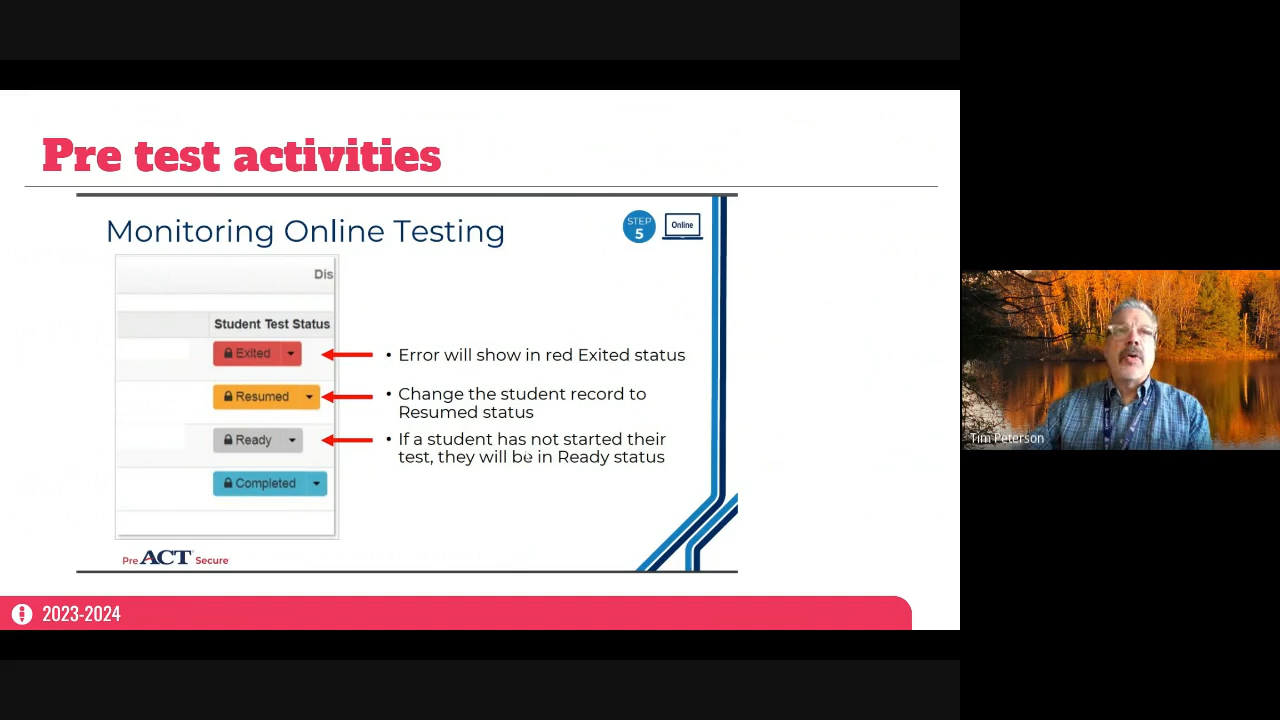 Pre test activities
Monitoring Online Testing
STEP
5
Online
Dis
Student Test Status
Exited
Resumed
Ready
Completed
• Error will show in red Exited status
• Change the student record to
Resumed status
• If a student has not started their
test, they will be in Ready status
PreACT Secure
2023-2024
Tim Peterson